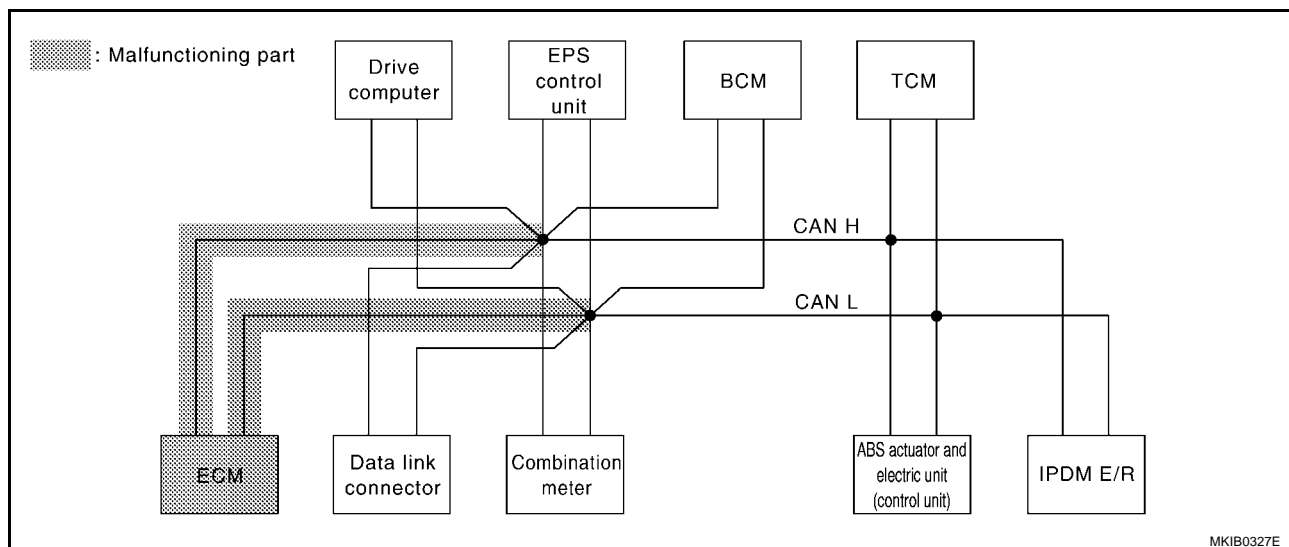 : Malfunctioning part
Drive
computer
EPS
control
unit
BCM
TCM
CAN H
CAN L
ECM
Data link
connector
Combination
meter
ABS actuator and
electric unit
(control unit)
IPDM E/R
MKIB0327E